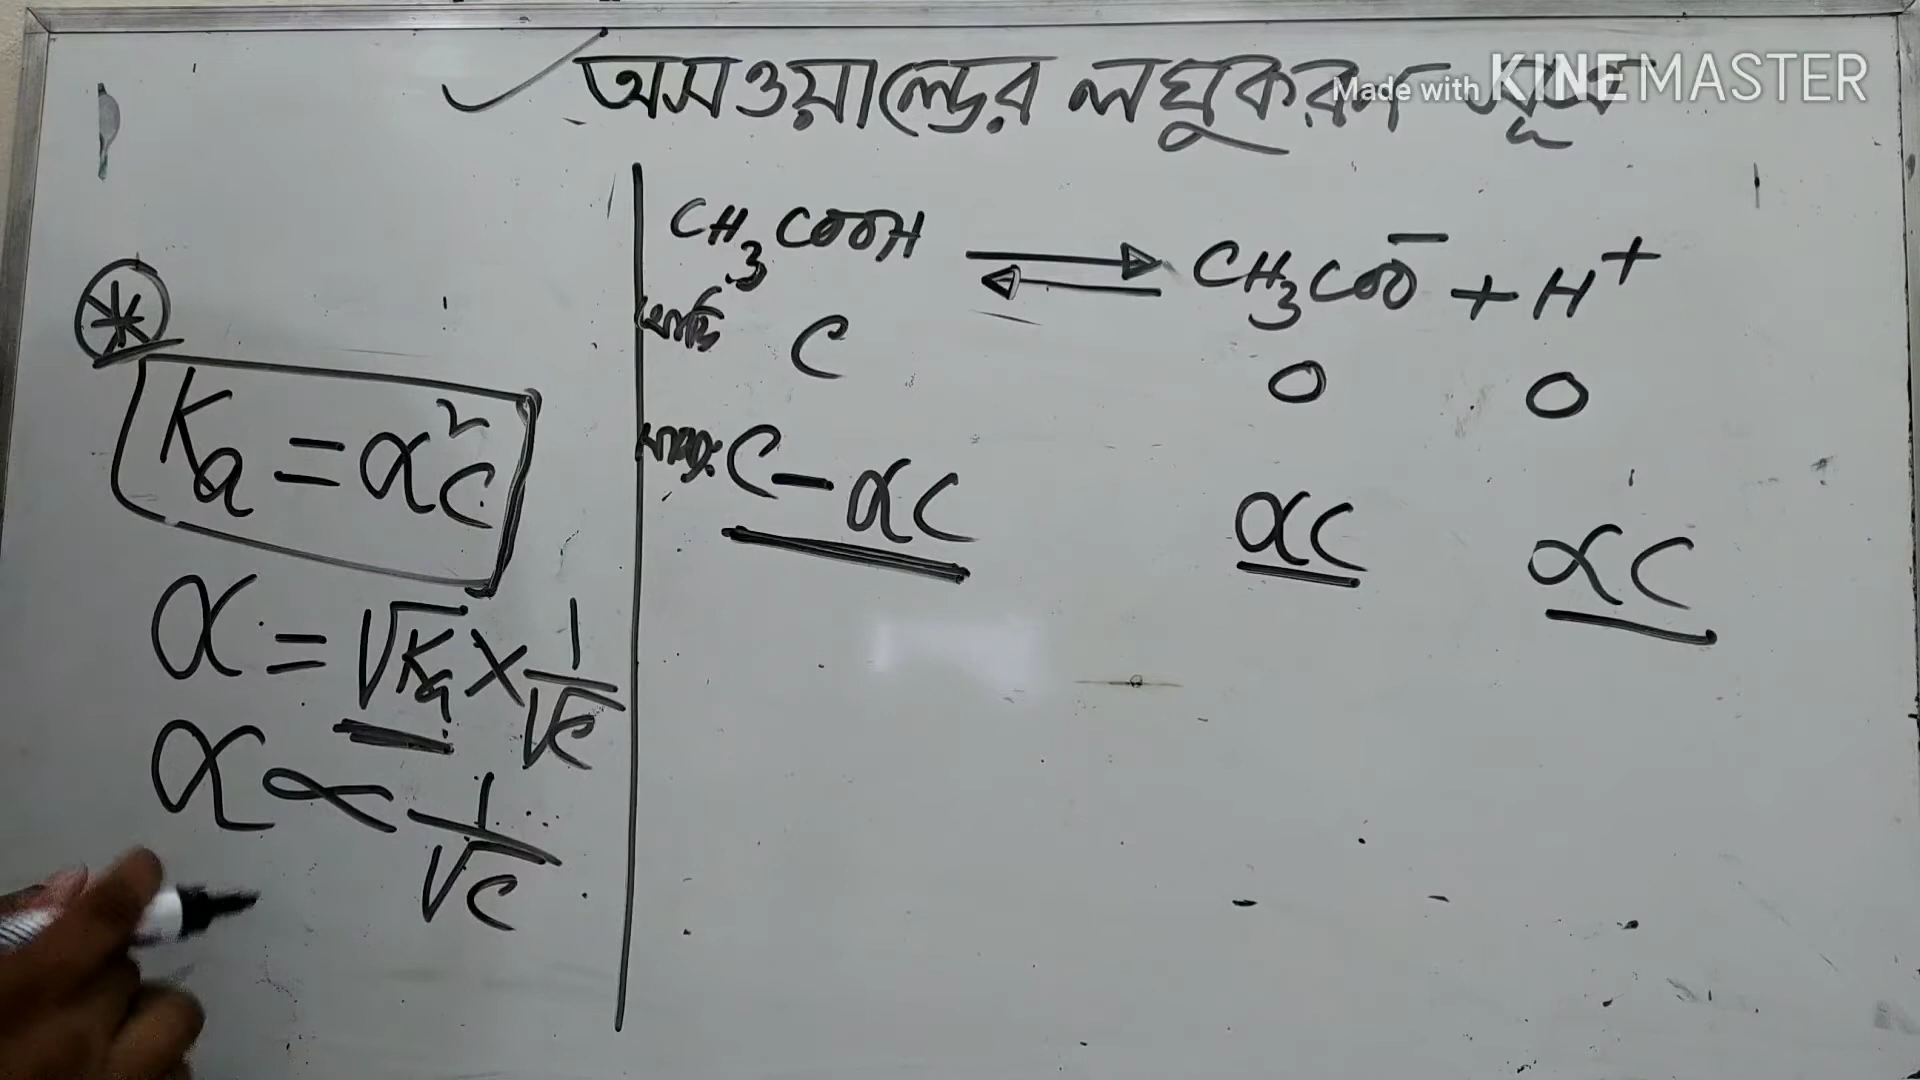 অসওয়াল্ডের লঘুকরণ সূত্র
Made with KINEMASTER
CH₃COOH ⇌ CH₃COO⁻ + H⁺
C 0 0
C - αC αC αC
*
Ka = α²C
α = √Ka × 1/√C
α ∝ 1/√C